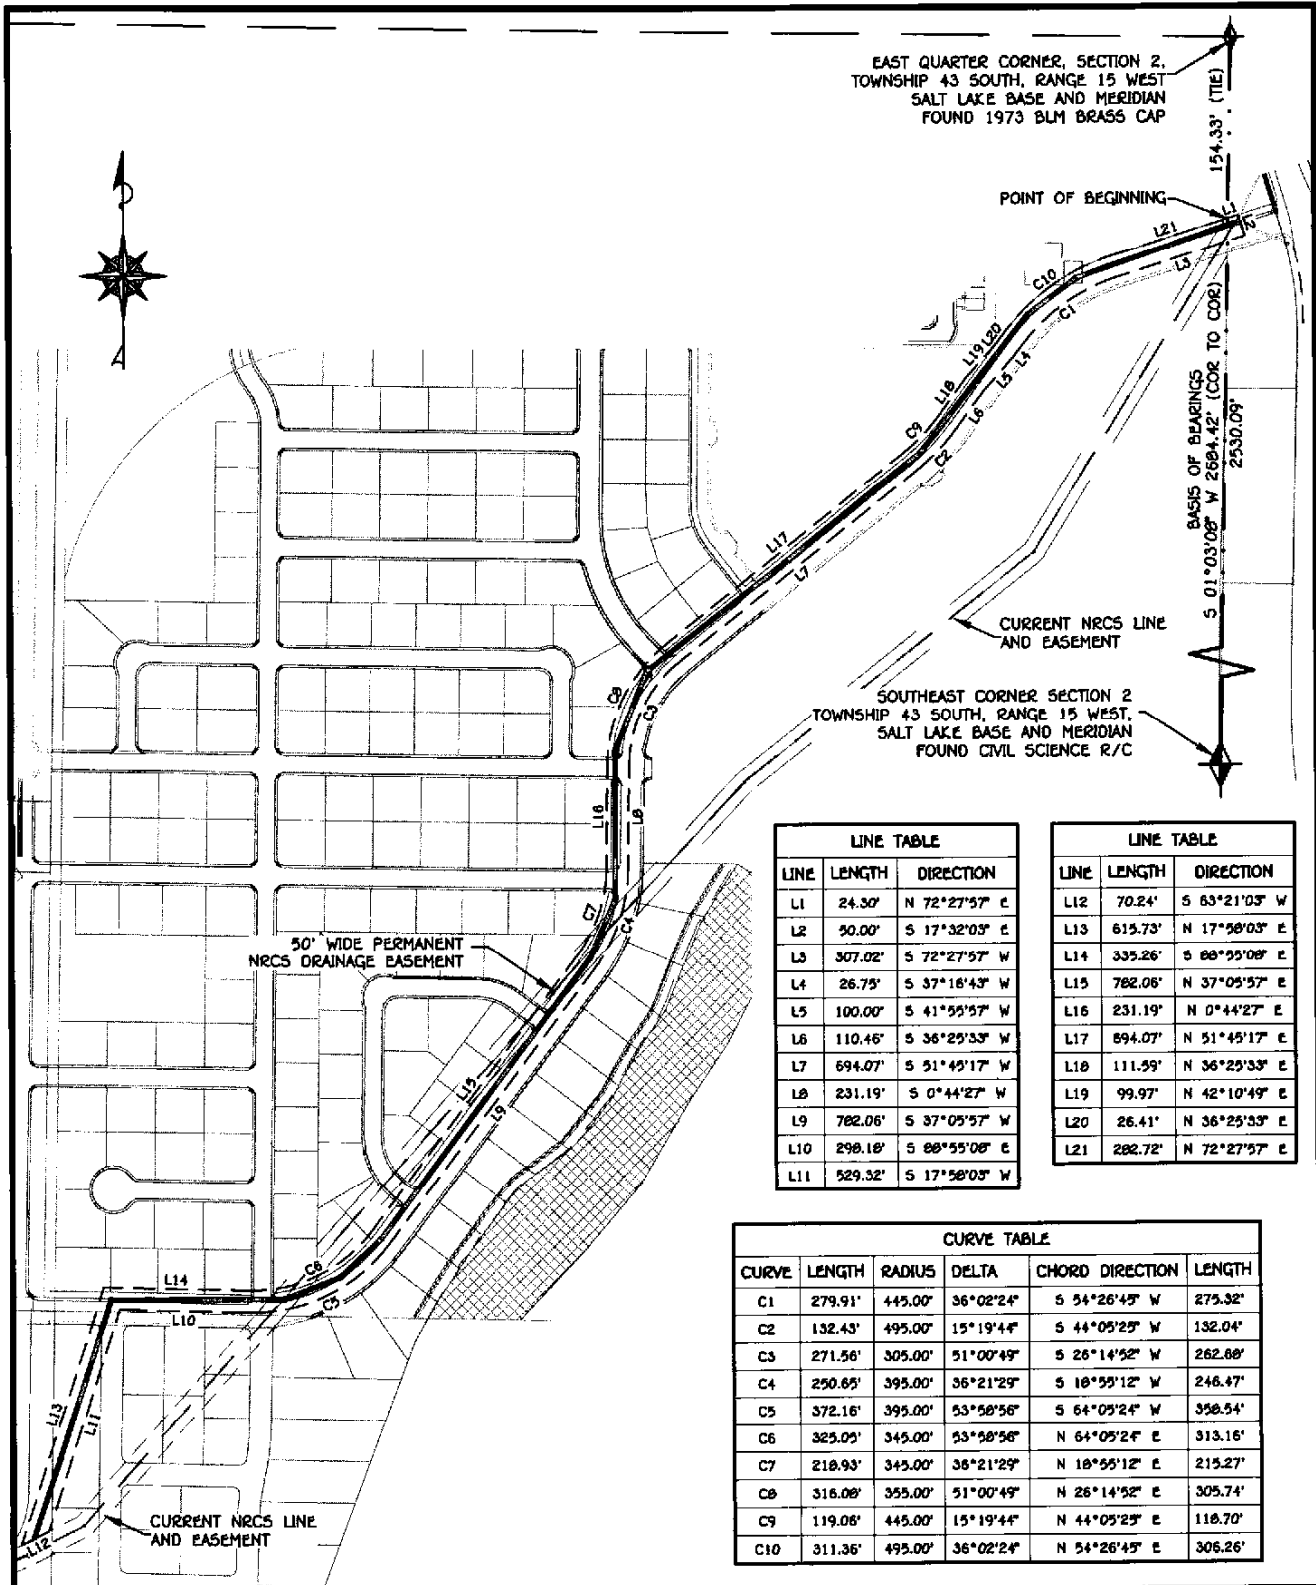 EAST QUARTER CORNER, SECTION 2,
TOWNSHIP 43 SOUTH, RANGE 15 WEST
SALT LAKE BASE AND MERIDIAN
FOUND 1973 BLM BRASS CAP
154.33' (TIE)
POINT OF BEGINNING
L1
L2
L21
L3
C10
C1
L20
L19
L4
L5
L18
L6
C9
C2
BASIS OF BEARINGS
S 01°03'08" W 2684.42' (COR TO COR)
2530.09'
L17
L7
CURRENT NRCS LINE
AND EASEMENT
C8
C3
SOUTHEAST CORNER SECTION 2
TOWNSHIP 43 SOUTH, RANGE 15 WEST,
SALT LAKE BASE AND MERIDIAN
FOUND CIVIL SCIENCE R/C
L16
L8
C7
C4
50' WIDE PERMANENT
NRCS DRAINAGE EASEMENT
L15
L9
C6
C5
L14
L10
L13
L11
L12
CURRENT NRCS LINE
AND EASEMENT
LINE TABLE
LINE LENGTH DIRECTION
L1 24.30' N 72°27'57" E
L2 50.00' S 17°32'03" E
L3 307.02' S 72°27'57" W
L4 26.75' S 37°16'43" W
L5 100.00' S 41°55'57" W
L6 110.46' S 36°25'33" W
L7 694.07' S 51°45'17" W
L8 231.19' S 0°44'27" W
L9 782.06' S 37°05'57" W
L10 298.18' S 88°55'08" E
L11 529.32' S 17°58'03" W
LINE TABLE
LINE LENGTH DIRECTION
L12 70.24' S 63°21'03" W
L13 615.73' N 17°58'03" E
L14 335.26' S 88°55'08" E
L15 782.06' N 37°05'57" E
L16 231.19' N 0°44'27" E
L17 694.07' N 51°45'17" E
L18 111.59' N 36°25'33" E
L19 99.97' N 42°10'49" E
L20 26.41' N 36°25'33" E
L21 282.72' N 72°27'57" E
CURVE TABLE
CURVE LENGTH RADIUS DELTA CHORD DIRECTION LENGTH
C1 279.91' 445.00' 36°02'24" S 54°26'45" W 275.32'
C2 132.43' 495.00' 15°19'44" S 44°05'25" W 132.04'
C3 271.56' 305.00' 51°00'49" S 26°14'52" W 262.68'
C4 250.65' 395.00' 36°21'29" S 18°55'12" W 246.47'
C5 372.16' 395.00' 53°58'56" S 64°05'24" W 358.54'
C6 325.05' 345.00' 53°58'56" N 64°05'24" E 313.16'
C7 218.93' 345.00' 36°21'29" N 18°55'12" E 215.27'
C8 316.08' 355.00' 51°00'49" N 26°14'52" E 305.74'
C9 119.06' 445.00' 15°19'44" N 44°05'25" E 118.70'
C10 311.36' 495.00' 36°02'24" N 54°26'45" E 306.26'